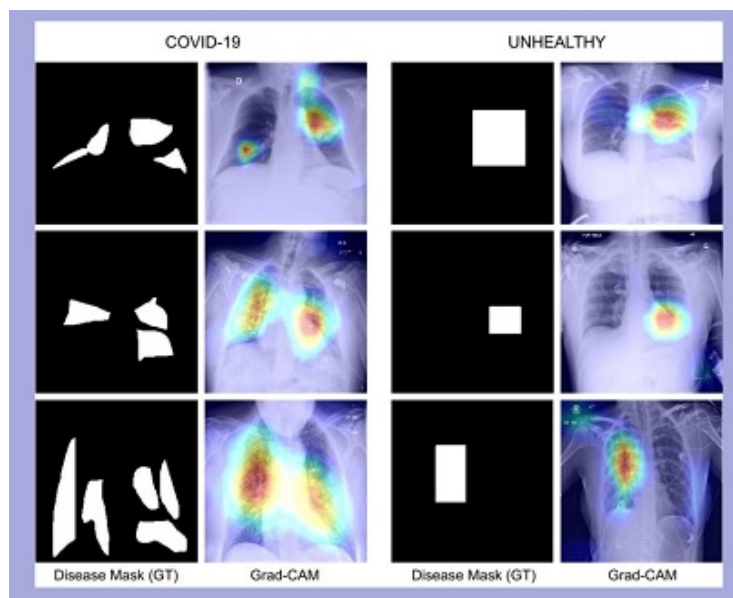 COVID-19
UNHEALTHY
D
Disease Mask (GT)
Grad-CAM
Disease Mask (GT)
Grad-CAM